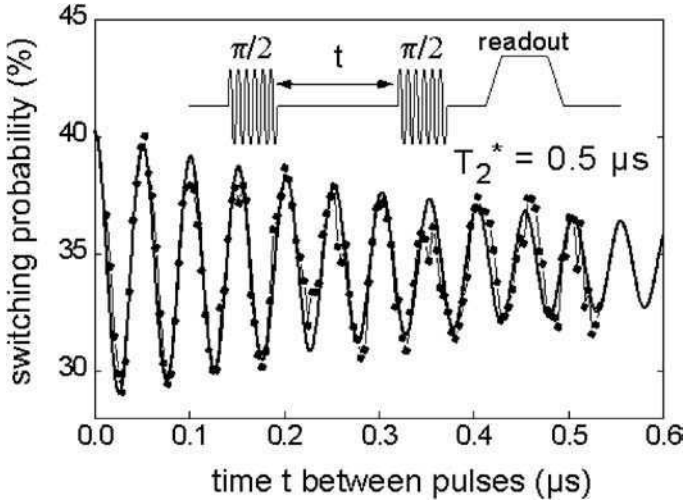 45
40
35
30
switching probability (%)
π/2
t
π/2
readout
T₂* = 0.5 µs
0.0 0.1 0.2 0.3 0.4 0.5 0.6
time t between pulses (µs)